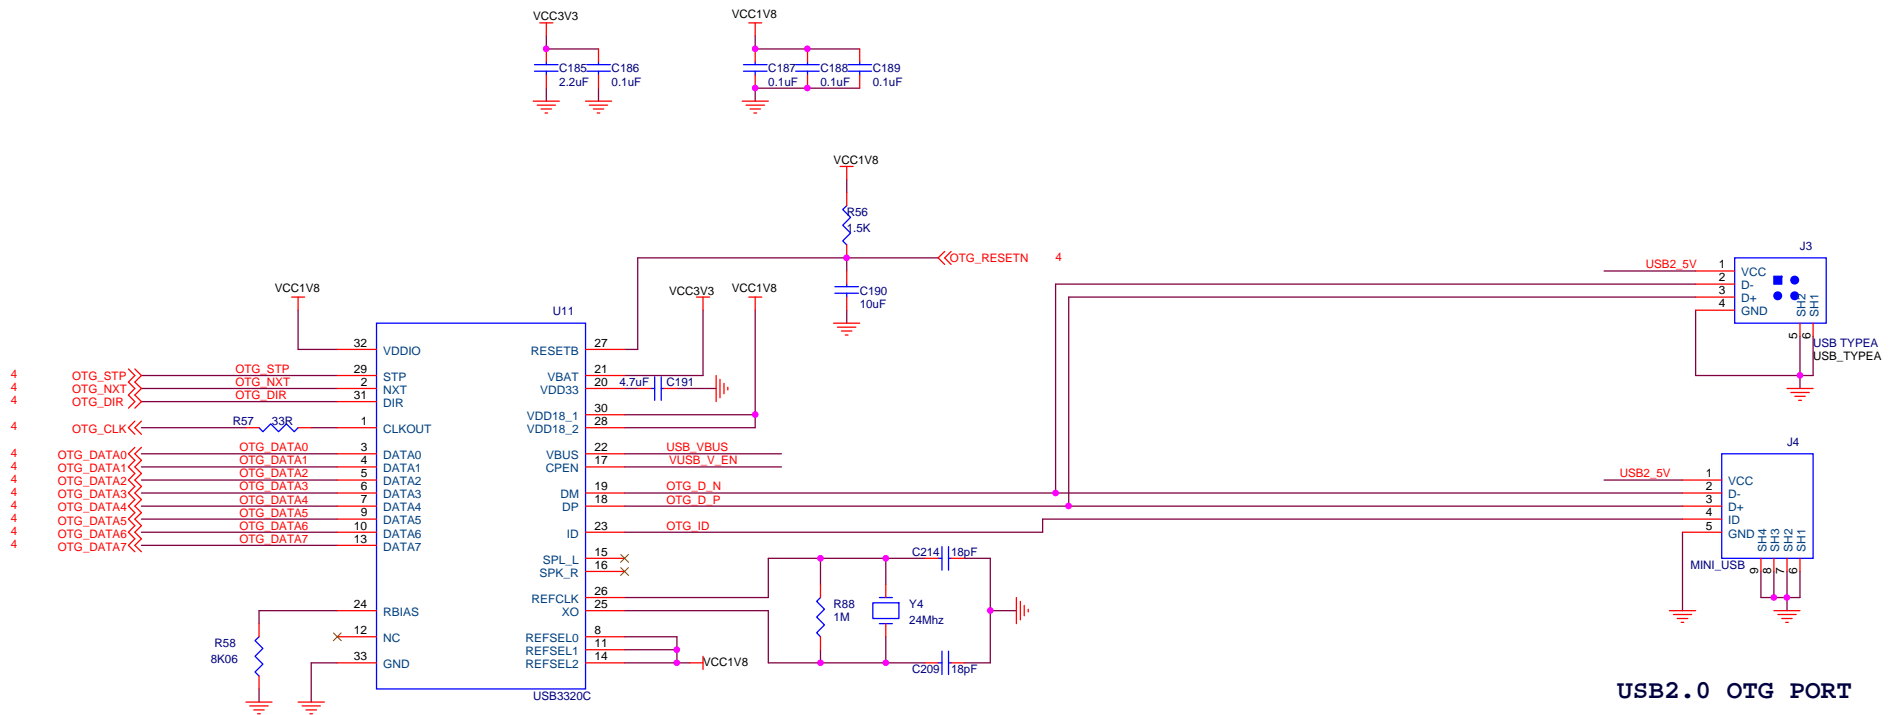 VCC3V3
VCC1V8
C185
2.2uF
C186
0.1uF
C187
0.1uF
C188
0.1uF
C189
0.1uF
VCC1V8
R56
1.5K
OTG_RESETN 4
C190
10uF
VCC1V8
VCC3V3
VCC1V8
U11
32 VDDIO
4 OTG_STP OTG_STP 29 STP
4 OTG_NXT OTG_NXT 2 NXT
4 OTG_DIR OTG_DIR 31 DIR
4 OTG_CLK R57 33R 1 CLKOUT
4 OTG_DATA0 OTG_DATA0 3 DATA0
4 OTG_DATA1 OTG_DATA1 4 DATA1
4 OTG_DATA2 OTG_DATA2 5 DATA2
4 OTG_DATA3 OTG_DATA3 6 DATA3
4 OTG_DATA4 OTG_DATA4 7 DATA4
4 OTG_DATA5 OTG_DATA5 9 DATA5
4 OTG_DATA6 OTG_DATA6 10 DATA6
4 OTG_DATA7 OTG_DATA7 13 DATA7
24 RBIAS
R58
8K06
12 NC
33 GND
RESETB 27
VBAT 21
VDD33 20 4.7uF C191
VDD18_1 30
VDD18_2 28
VBUS 22 USB_VBUS
CPEN 17 VUSB_V_EN
DM 19 OTG_D_N
DP 18 OTG_D_P
ID 23 OTG_ID
SPL_L 15
SPK_R 16
REFCLK 26
XO 25
REFSEL0 8
REFSEL1 11
REFSEL2 14 VCC1V8
USB3320C
C214 18pF
R88
1M
Y4
24Mhz
C209 18pF
J3
USB2_5V 1 VCC
2 D-
3 D+
4 GND
SH2 SH1
5 6
USB TYPEA
USB_TYPEA
J4
USB2_5V 1 VCC
2 D-
3 D+
4 ID
5 GND
SH4 SH3 SH2 SH1
MINI_USB
9 8 7 6
USB2.0 OTG PORT